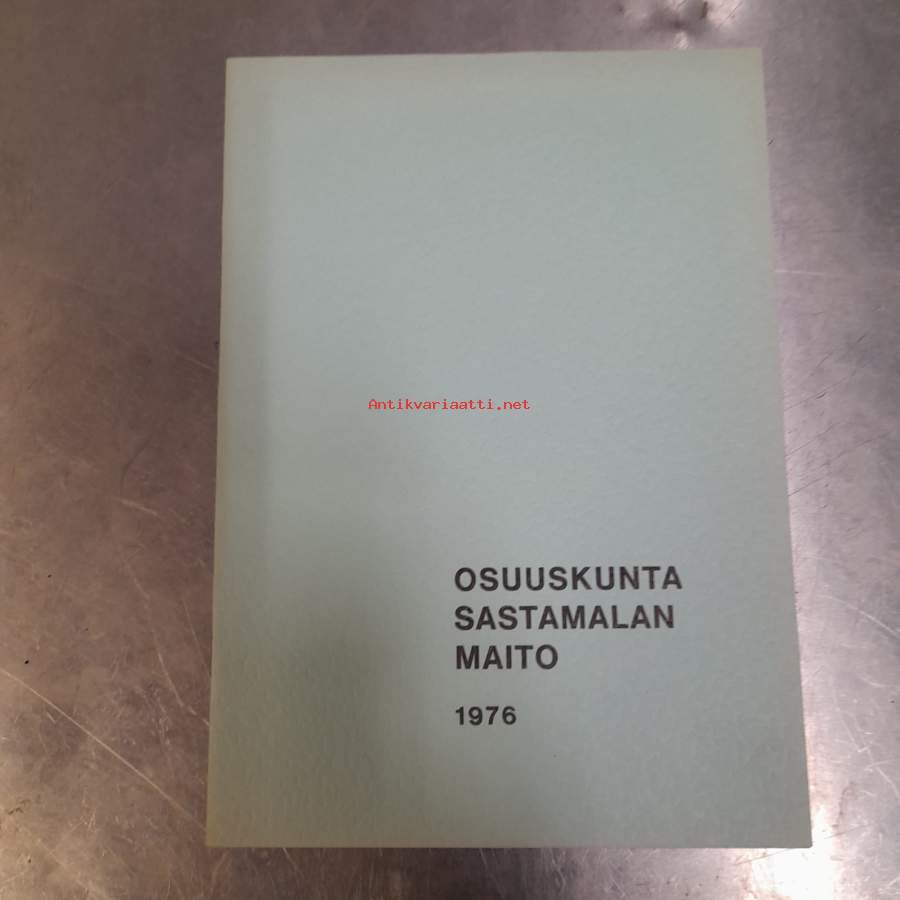 Antikvariaatti.net
OSUUSKUNTA
SASTAMALAN
MAITO
1976